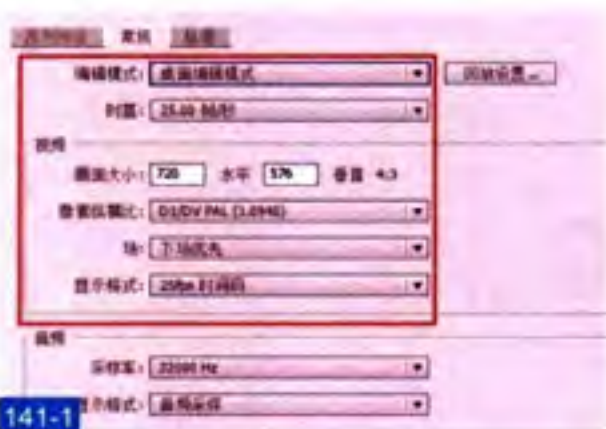 常规
编辑模式： 桌面编辑模式 回放设置...
时基： 25.00 帧/秒
视频
画面大小： 720 水平 576 垂直 4:3
像素纵横比： D1/DV PAL (1.0940)
场： 下场优先
显示格式： 25fps 时间码
音频
采样率： 32000 Hz
显示格式： 音频采样
141-1